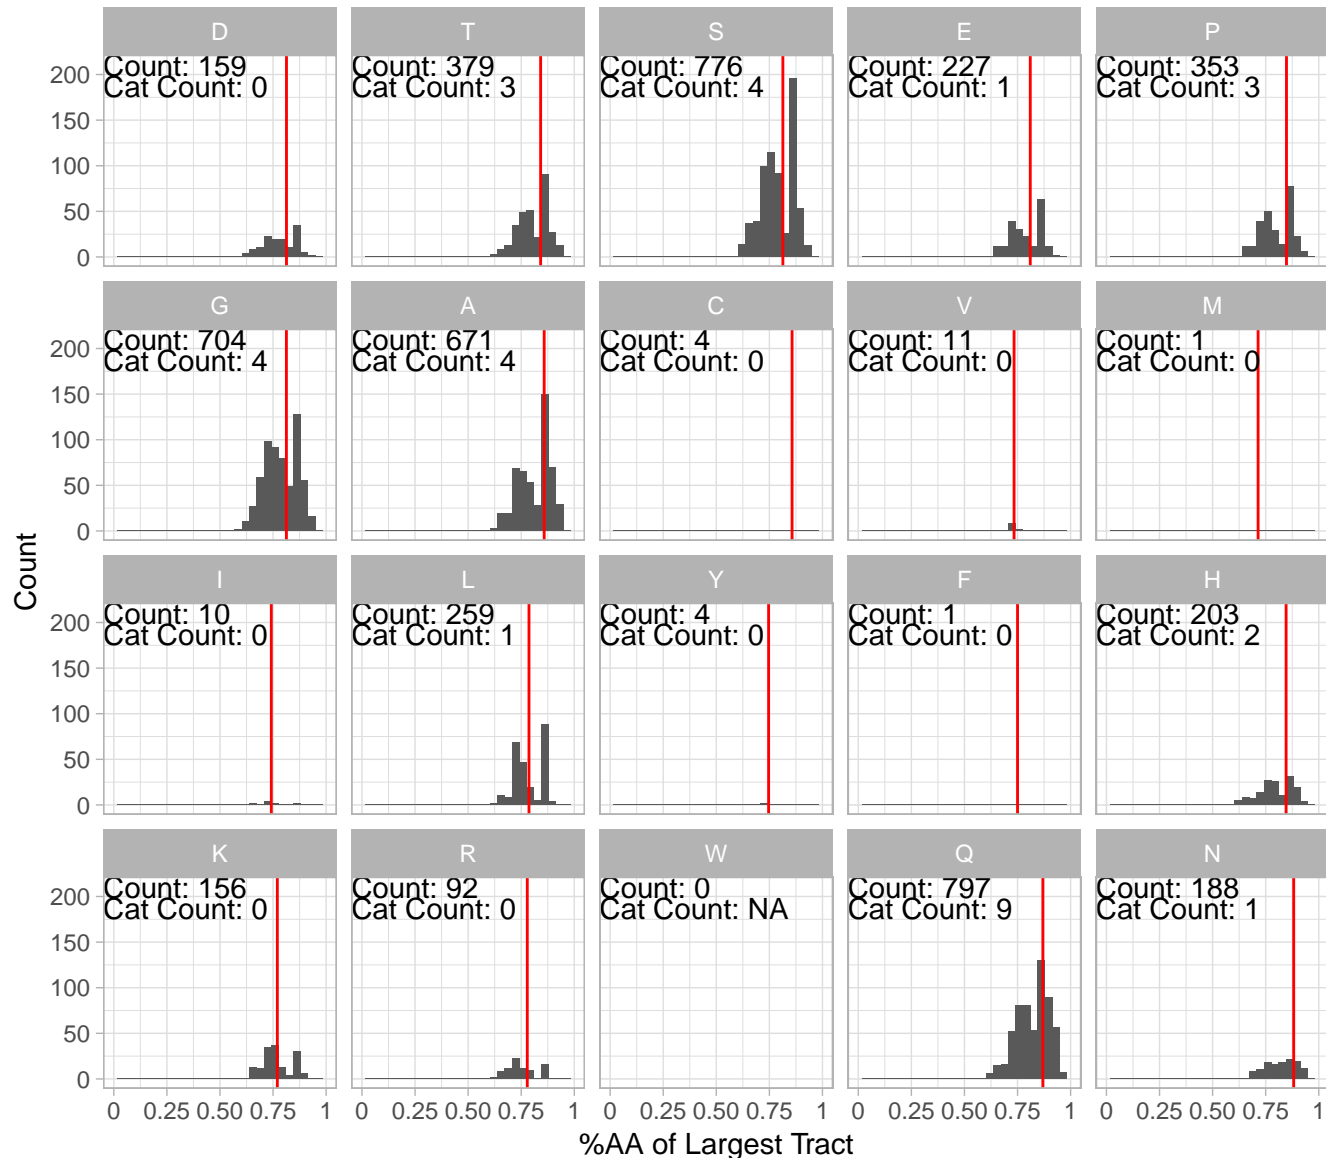 D T S E P
Count: 159 Count: 379 Count: 776 Count: 227 Count: 353
Cat Count: 0 Cat Count: 3 Cat Count: 4 Cat Count: 1 Cat Count: 3
200
150
100
50
0
G A C V M
Count: 704 Count: 671 Count: 4 Count: 11 Count: 1
Cat Count: 4 Cat Count: 4 Cat Count: 0 Cat Count: 0 Cat Count: 0
200
150
100
50
0
Count
I L Y F H
Count: 10 Count: 259 Count: 4 Count: 1 Count: 203
Cat Count: 0 Cat Count: 1 Cat Count: 0 Cat Count: 0 Cat Count: 2
200
150
100
50
0
K R W Q N
Count: 156 Count: 92 Count: 0 Count: 797 Count: 188
Cat Count: 0 Cat Count: 0 Cat Count: NA Cat Count: 9 Cat Count: 1
200
150
100
50
0
0 0.25 0.50 0.75 1 0 0.25 0.50 0.75 1 0 0.25 0.50 0.75 1 0 0.25 0.50 0.75 1 0 0.25 0.50 0.75 1
%AA of Largest Tract